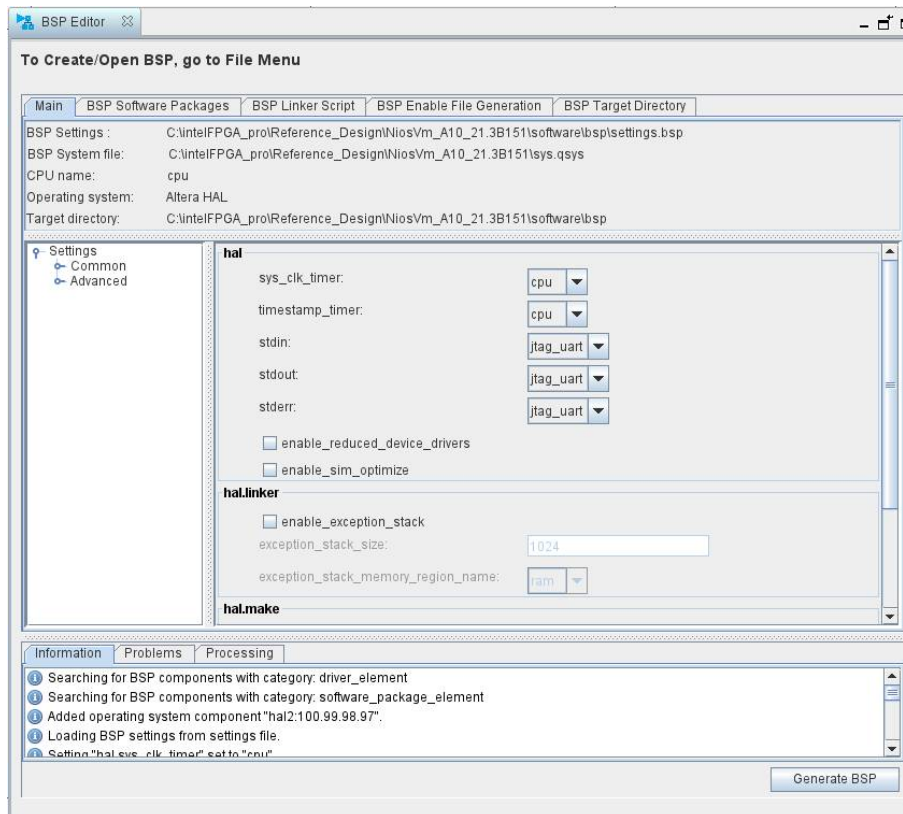 BSP Editor
To Create/Open BSP, go to File Menu
Main BSP Software Packages BSP Linker Script BSP Enable File Generation BSP Target Directory
BSP Settings : C:\intelFPGA_pro\Reference_Design\NiosVm_A10_21.3B151\software\bsp\settings.bsp
BSP System file: C:\intelFPGA_pro\Reference_Design\NiosVm_A10_21.3B151\sys.qsys
CPU name: cpu
Operating system: Altera HAL
Target directory: C:\intelFPGA_pro\Reference_Design\NiosVm_A10_21.3B151\software\bsp
Settings
Common
Advanced
hal
sys_clk_timer: cpu
timestamp_timer: cpu
stdin: jtag_uart
stdout: jtag_uart
stderr: jtag_uart
enable_reduced_device_drivers
enable_sim_optimize
hal.linker
enable_exception_stack
exception_stack_size: 1024
exception_stack_memory_region_name: ram
hal.make
Information Problems Processing
Searching for BSP components with category: driver_element
Searching for BSP components with category: software_package_element
Added operating system component "hal2:100.99.98.97".
Loading BSP settings from settings file.
Setting "hal.sys_clk_timer" set to "cpu"
Generate BSP